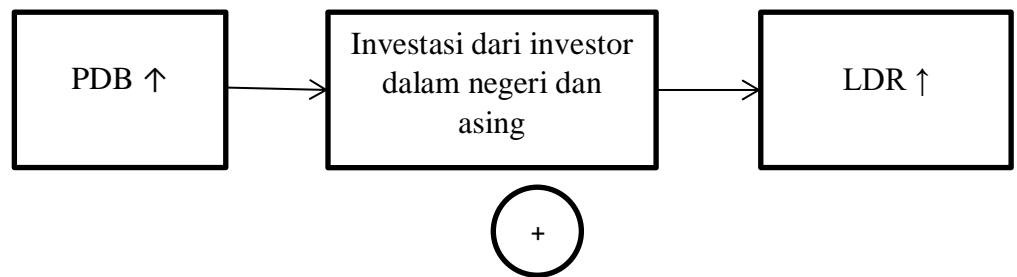 PDB ↑
Investasi dari investor
dalam negeri dan
asing
LDR ↑
+